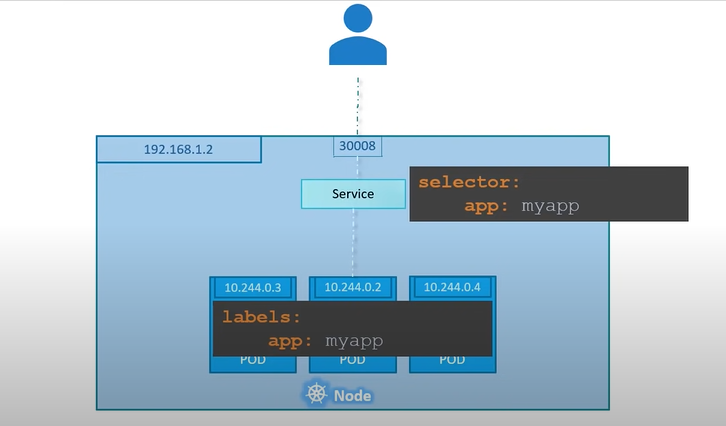 192.168.1.2
30008
Service
selector:
app: myapp
10.244.0.3
10.244.0.2
10.244.0.4
labels:
app: myapp
POD
POD
POD
Node